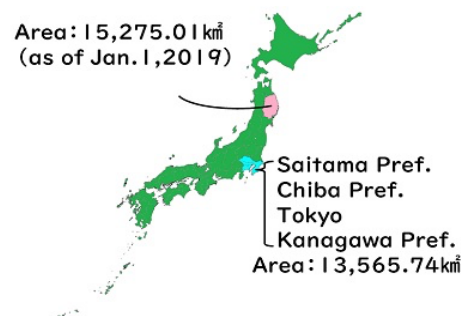 Area:15,275.01㎢
(as of Jan.1,2019)
Saitama Pref.
Chiba Pref.
Tokyo
Kanagawa Pref.
Area:13,565.74㎢